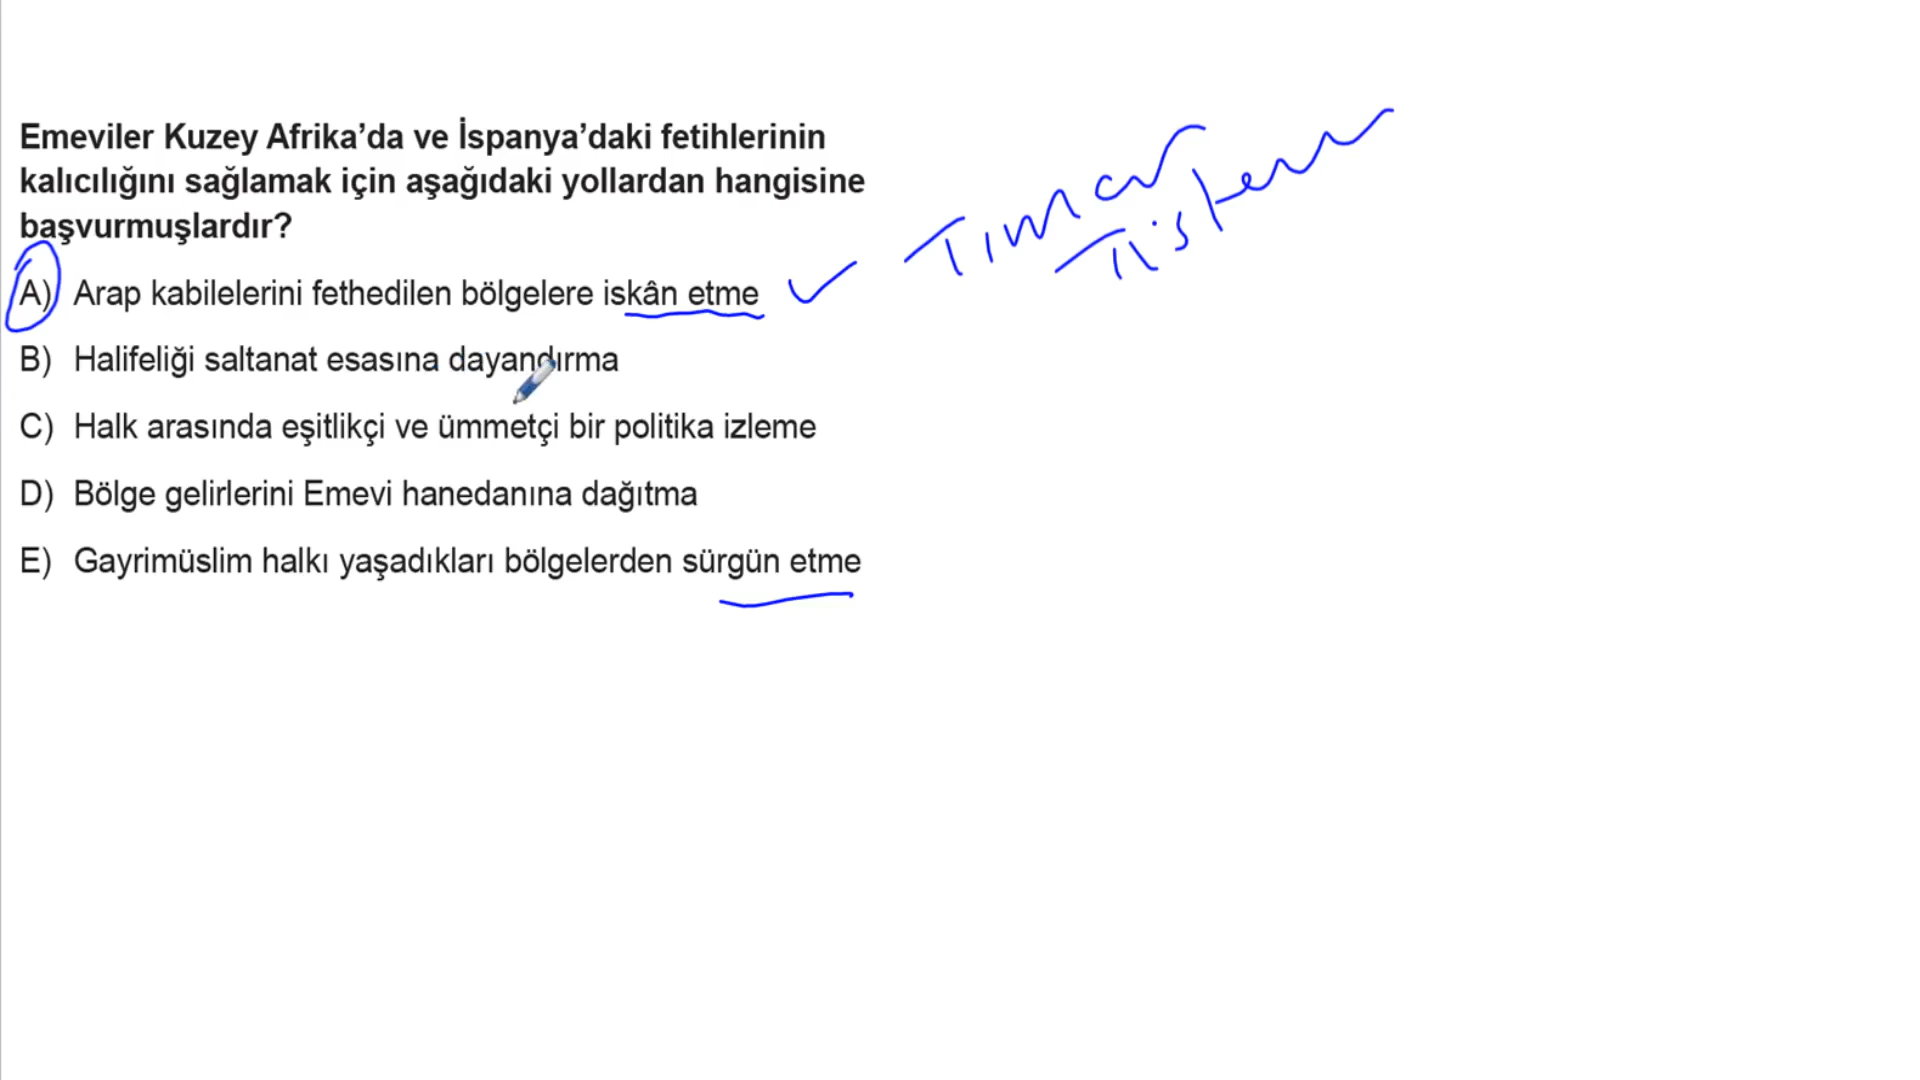 Emeviler Kuzey Afrika’da ve İspanya’daki fetihlerinin
kalıcılığını sağlamak için aşağıdaki yollardan hangisine
başvurmuşlardır?
A) Arap kabilelerini fethedilen bölgelere iskân etme
B) Halifeliği saltanat esasına dayandırma
C) Halk arasında eşitlikçi ve ümmetçi bir politika izleme
D) Bölge gelirlerini Emevi hanedanına dağıtma
E) Gayrimüslim halkı yaşadıkları bölgelerden sürgün etme
Tımar